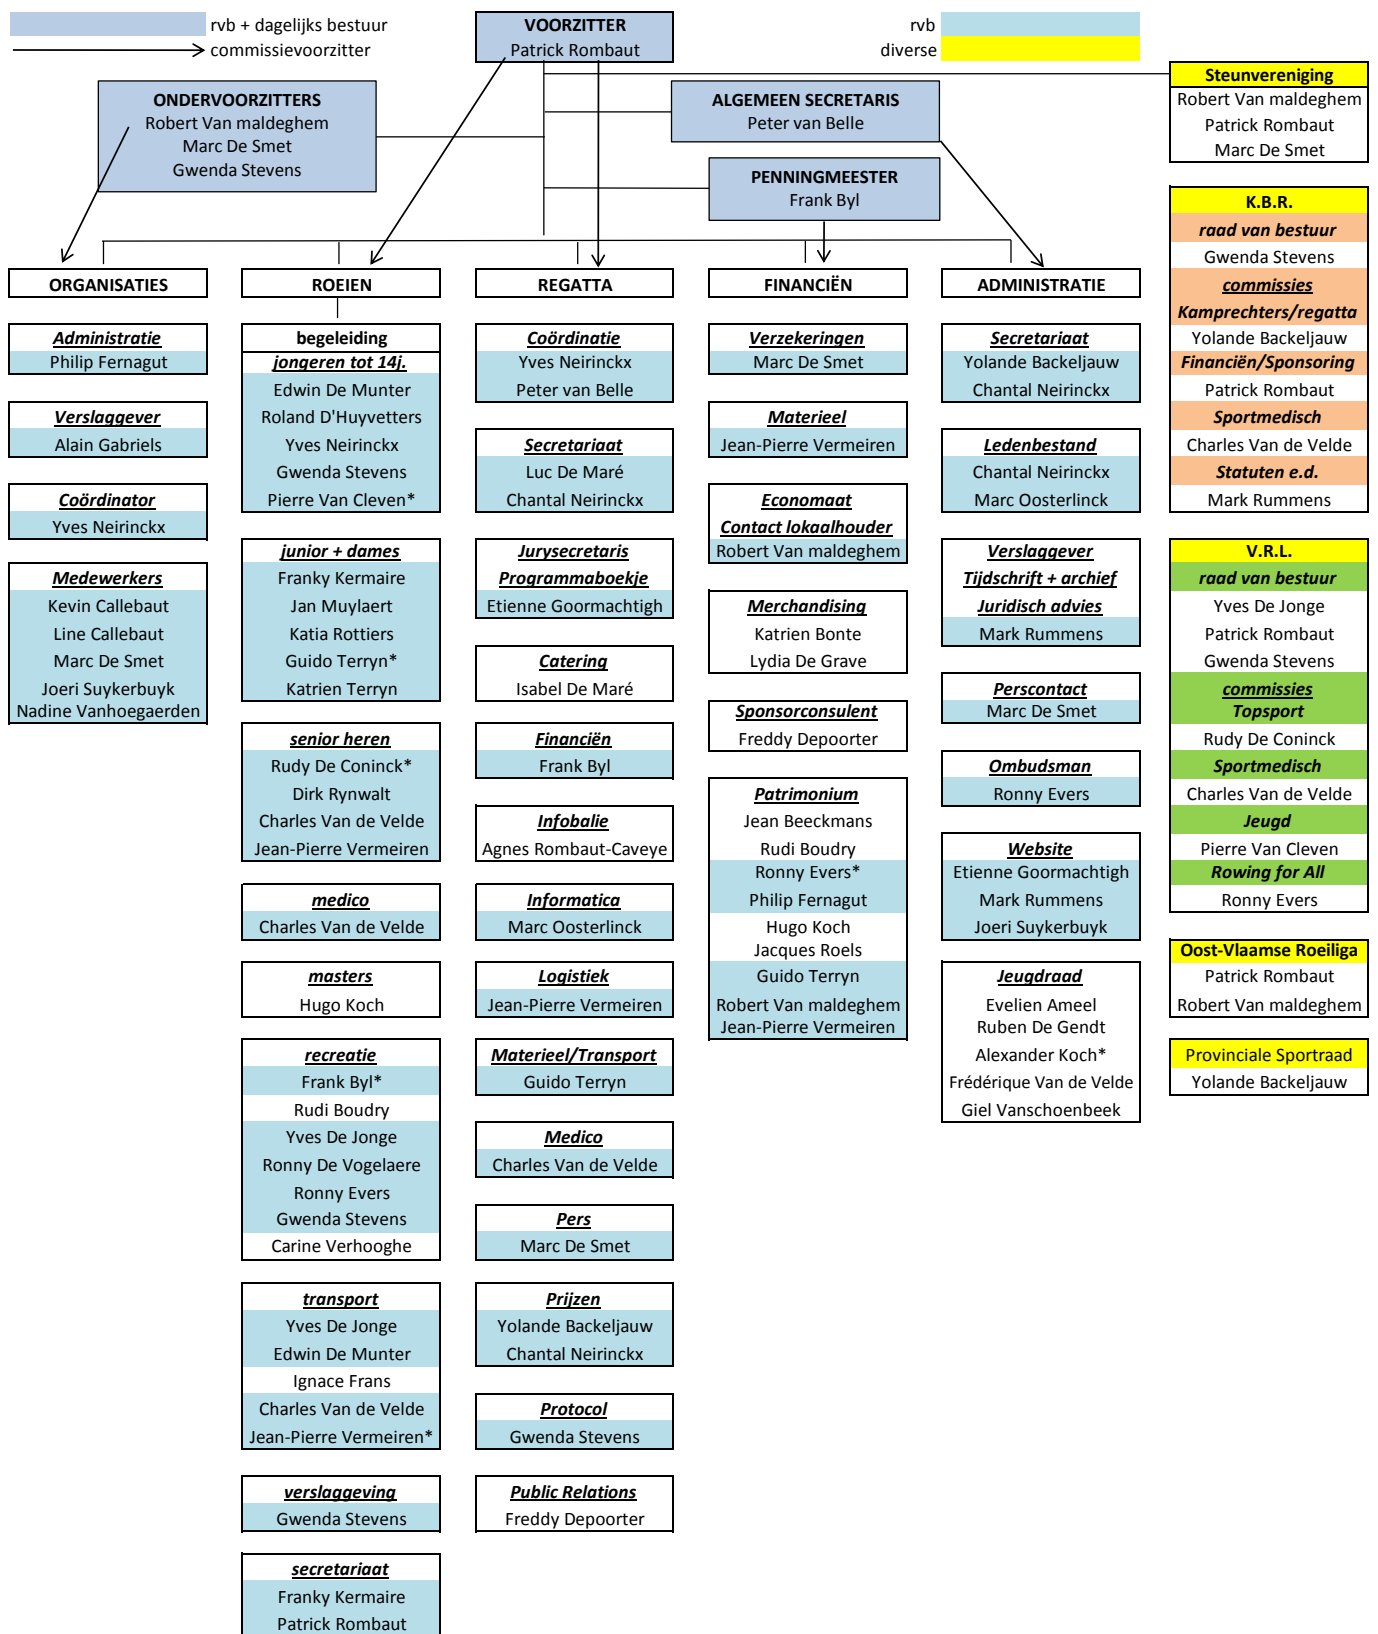 rvb + dagelijks bestuur
commissievoorzitter
VOORZITTER
Patrick Rombaut
rvb
diverse
ONDERVOORZITTERS
Robert Van maldeghem
Marc De Smet
Gwenda Stevens
ALGEMEEN SECRETARIS
Peter van Belle
PENNINGMEESTER
Frank Byl
ORGANISATIES
Administratie
Philip Fernagut
Verslaggever
Alain Gabriels
Coördinator
Yves Neirinckx
Medewerkers
Kevin Callebaut
Line Callebaut
Marc De Smet
Joeri Suykerbuyk
Nadine Vanhoegaerden
ROEIEN
begeleiding
jongeren tot 14j.
Edwin De Munter
Roland D'Huyvetters
Yves Neirinckx
Gwenda Stevens
Pierre Van Cleven*
junior + dames
Franky Kermaire
Jan Muylaert
Katia Rottiers
Guido Terryn*
Katrien Terryn
senior heren
Rudy De Coninck*
Dirk Rynwalt
Charles Van de Velde
Jean-Pierre Vermeiren
medico
Charles Van de Velde
masters
Hugo Koch
recreatie
Frank Byl*
Rudi Boudry
Yves De Jonge
Ronny De Vogelaere
Ronny Evers
Gwenda Stevens
Carine Verhooghe
transport
Yves De Jonge
Edwin De Munter
Ignace Frans
Charles Van de Velde
Jean-Pierre Vermeiren*
verslaggeving
Gwenda Stevens
secretariaat
Franky Kermaire
Patrick Rombaut
REGATTA
Coördinatie
Yves Neirinckx
Peter van Belle
Secretariaat
Luc De Maré
Chantal Neirinckx
Jurysecretaris
Programmaboekje
Etienne Goormachtigh
Catering
Isabel De Maré
Financiën
Frank Byl
Infobalie
Agnes Rombaut-Caveye
Informatica
Marc Oosterlinck
Logistiek
Jean-Pierre Vermeiren
Materieel/Transport
Guido Terryn
Medico
Charles Van de Velde
Pers
Marc De Smet
Prijzen
Yolande Backeljauw
Chantal Neirinckx
Protocol
Gwenda Stevens
Public Relations
Freddy Depoorter
FINANCIËN
Verzekeringen
Marc De Smet
Materieel
Jean-Pierre Vermeiren
Economaat
Contact lokaalhouder
Robert Van maldeghem
Merchandising
Katrien Bonte
Lydia De Grave
Sponsorconsulent
Freddy Depoorter
Patrimonium
Jean Beeckmans
Rudi Boudry
Ronny Evers*
Philip Fernagut
Hugo Koch
Jacques Roels
Guido Terryn
Robert Van maldeghem
Jean-Pierre Vermeiren
ADMINISTRATIE
Secretariaat
Yolande Backeljauw
Chantal Neirinckx
Ledenbestand
Chantal Neirinckx
Marc Oosterlinck
Verslaggever
Tijdschrift + archief
Juridisch advies
Mark Rummens
Perscontact
Marc De Smet
Ombudsman
Ronny Evers
Website
Etienne Goormachtigh
Mark Rummens
Joeri Suykerbuyk
Jeugdraad
Evelien Ameel
Ruben De Gendt
Alexander Koch*
Frédérique Van de Velde
Giel Vanschoenbeek
Steunvereniging
Robert Van maldeghem
Patrick Rombaut
Marc De Smet
K.B.R.
raad van bestuur
Gwenda Stevens
commissies
Kamprechters/regatta
Yolande Backeljauw
Financiën/Sponsoring
Patrick Rombaut
Sportmedisch
Charles Van de Velde
Statuten e.d.
Mark Rummens
V.R.L.
raad van bestuur
Yves De Jonge
Patrick Rombaut
Gwenda Stevens
commissies
Topsport
Rudy De Coninck
Sportmedisch
Charles Van de Velde
Jeugd
Pierre Van Cleven
Rowing for All
Ronny Evers
Oost-Vlaamse Roeiliga
Patrick Rombaut
Robert Van maldeghem
Provinciale Sportraad
Yolande Backeljauw